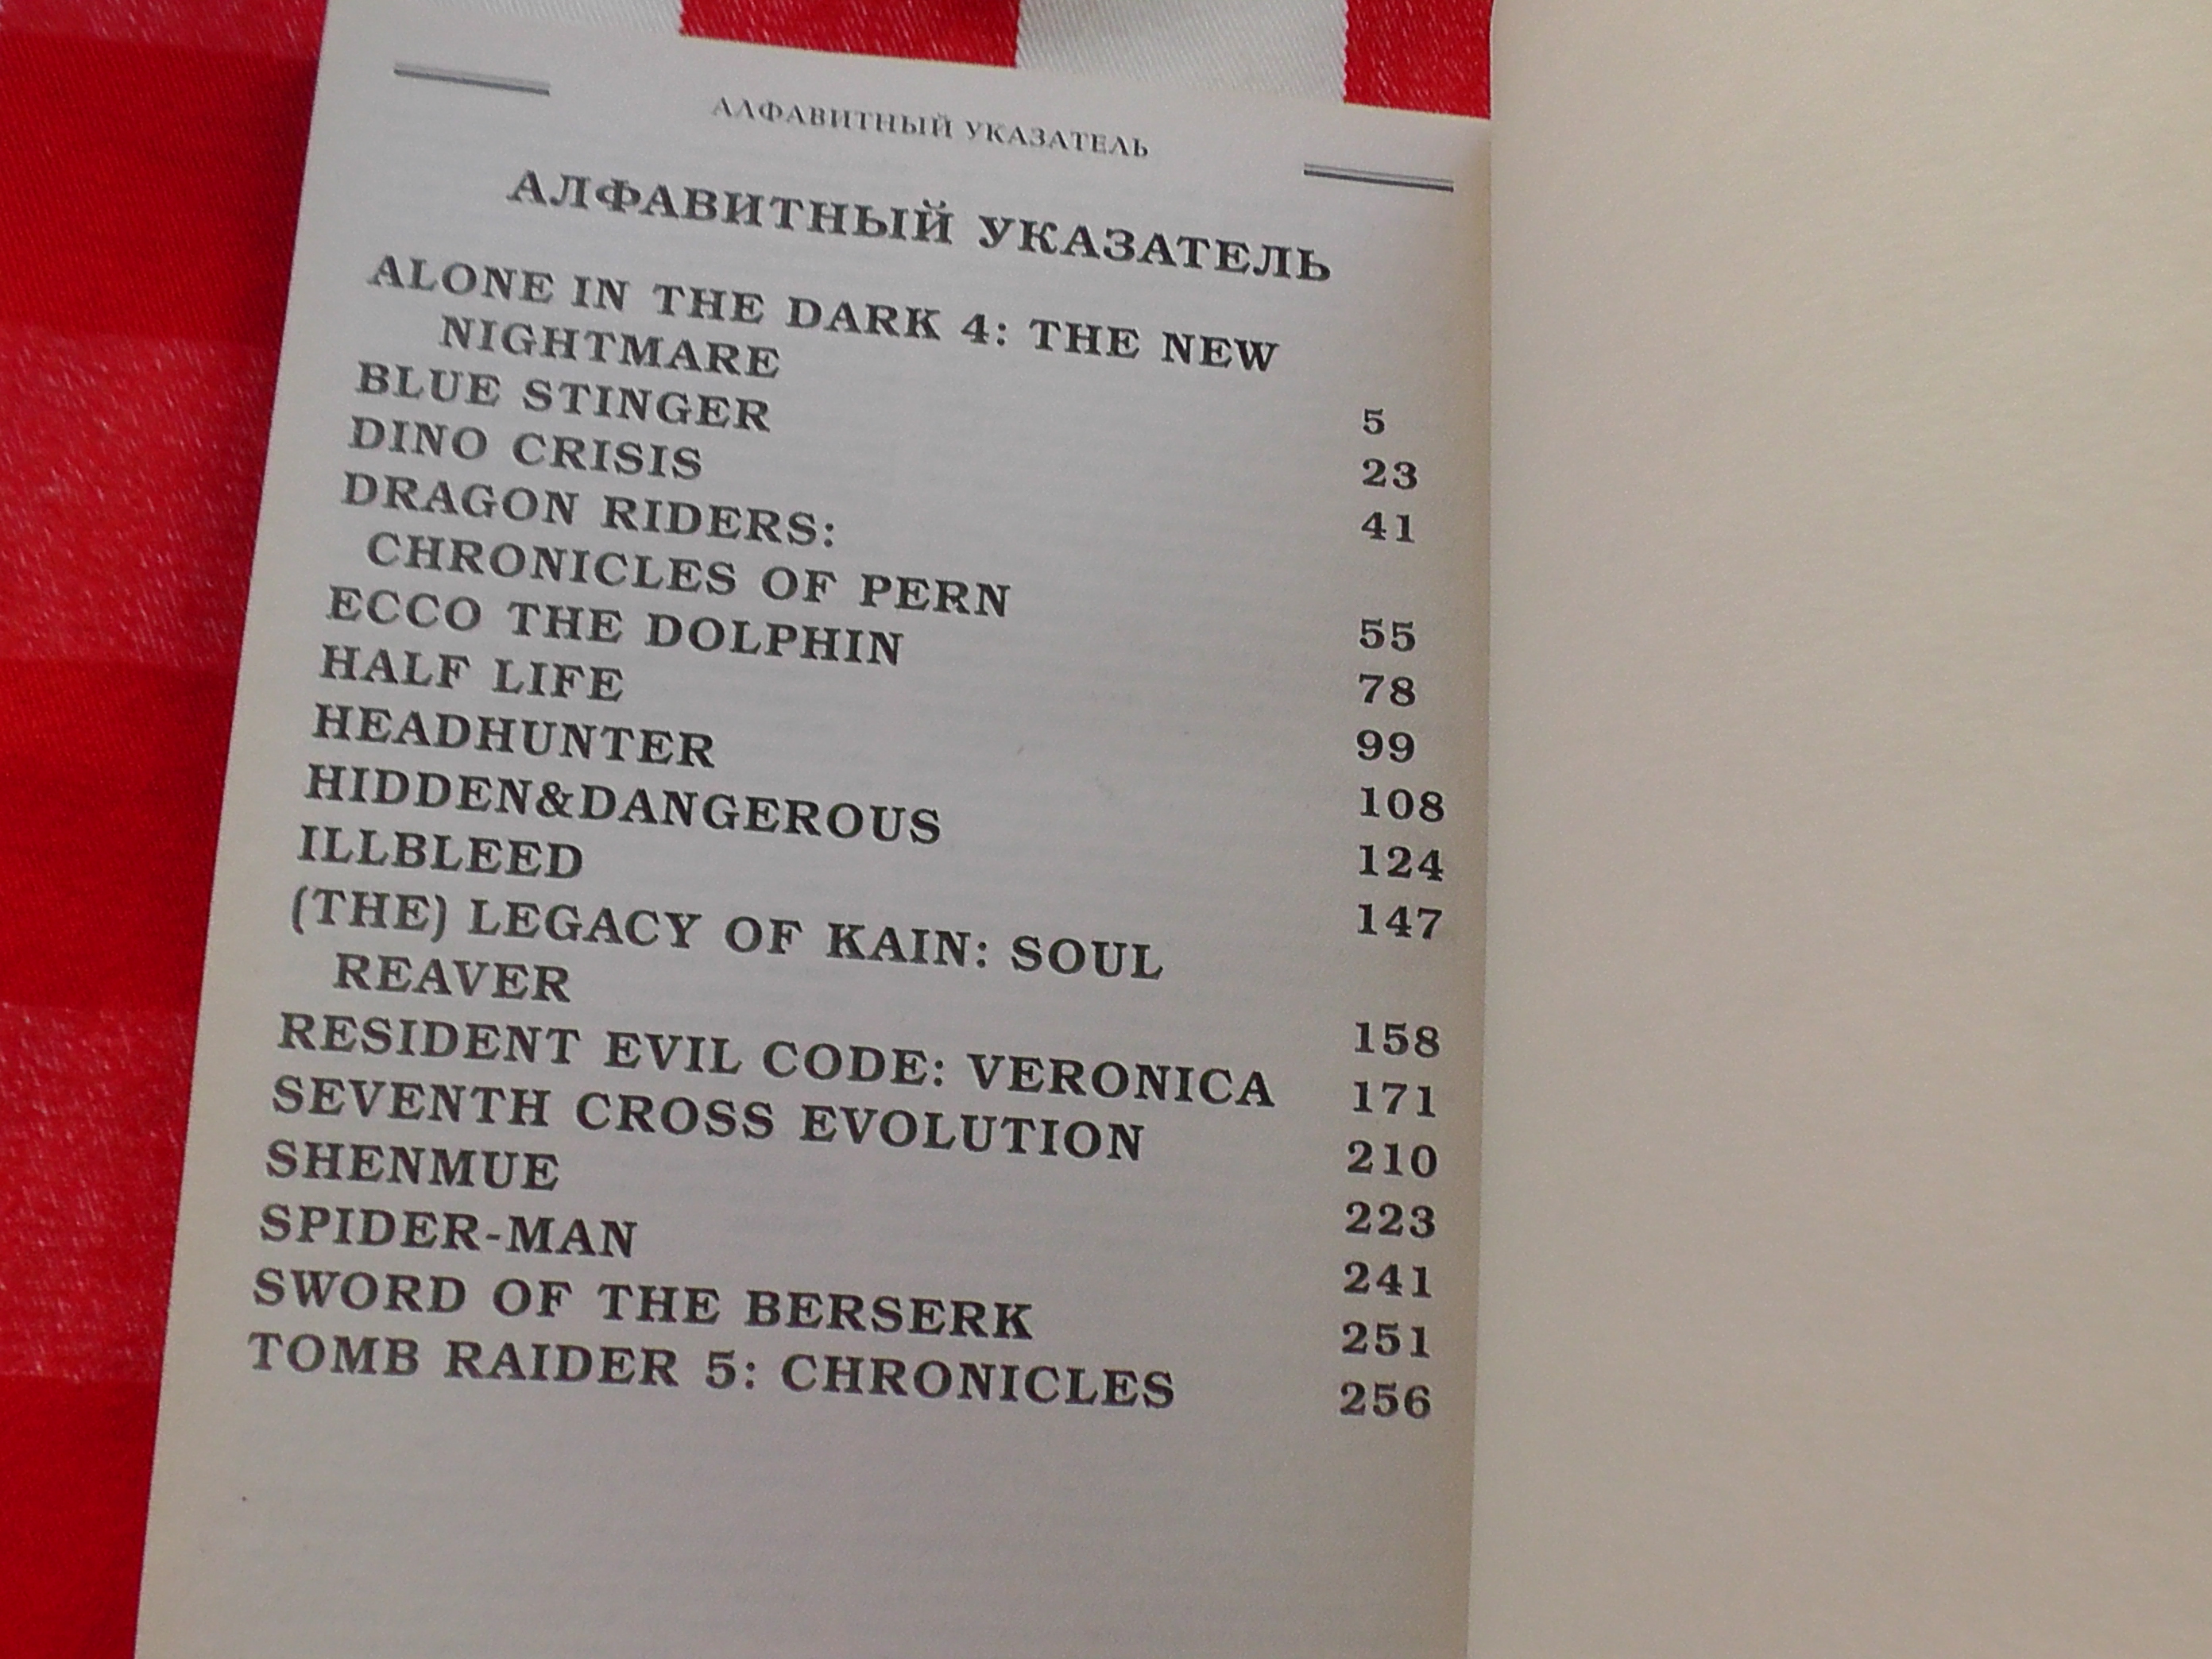 АЛФАВИТНЫЙ УКАЗАТЕЛЬ
АЛФАВИТНЫЙ УКАЗАТЕЛЬ
ALONE IN THE DARK 4: THE NEW
NIGHTMARE 5
BLUE STINGER 23
DINO CRISIS 41
DRAGON RIDERS:
CHRONICLES OF PERN 55
ECCO THE DOLPHIN 78
HALF LIFE 99
HEADHUNTER 108
HIDDEN&DANGEROUS 124
ILLBLEED 147
(THE) LEGACY OF KAIN: SOUL
REAVER 158
RESIDENT EVIL CODE: VERONICA 171
SEVENTH CROSS EVOLUTION 210
SHENMUE 223
SPIDER-MAN 241
SWORD OF THE BERSERK 251
TOMB RAIDER 5: CHRONICLES 256